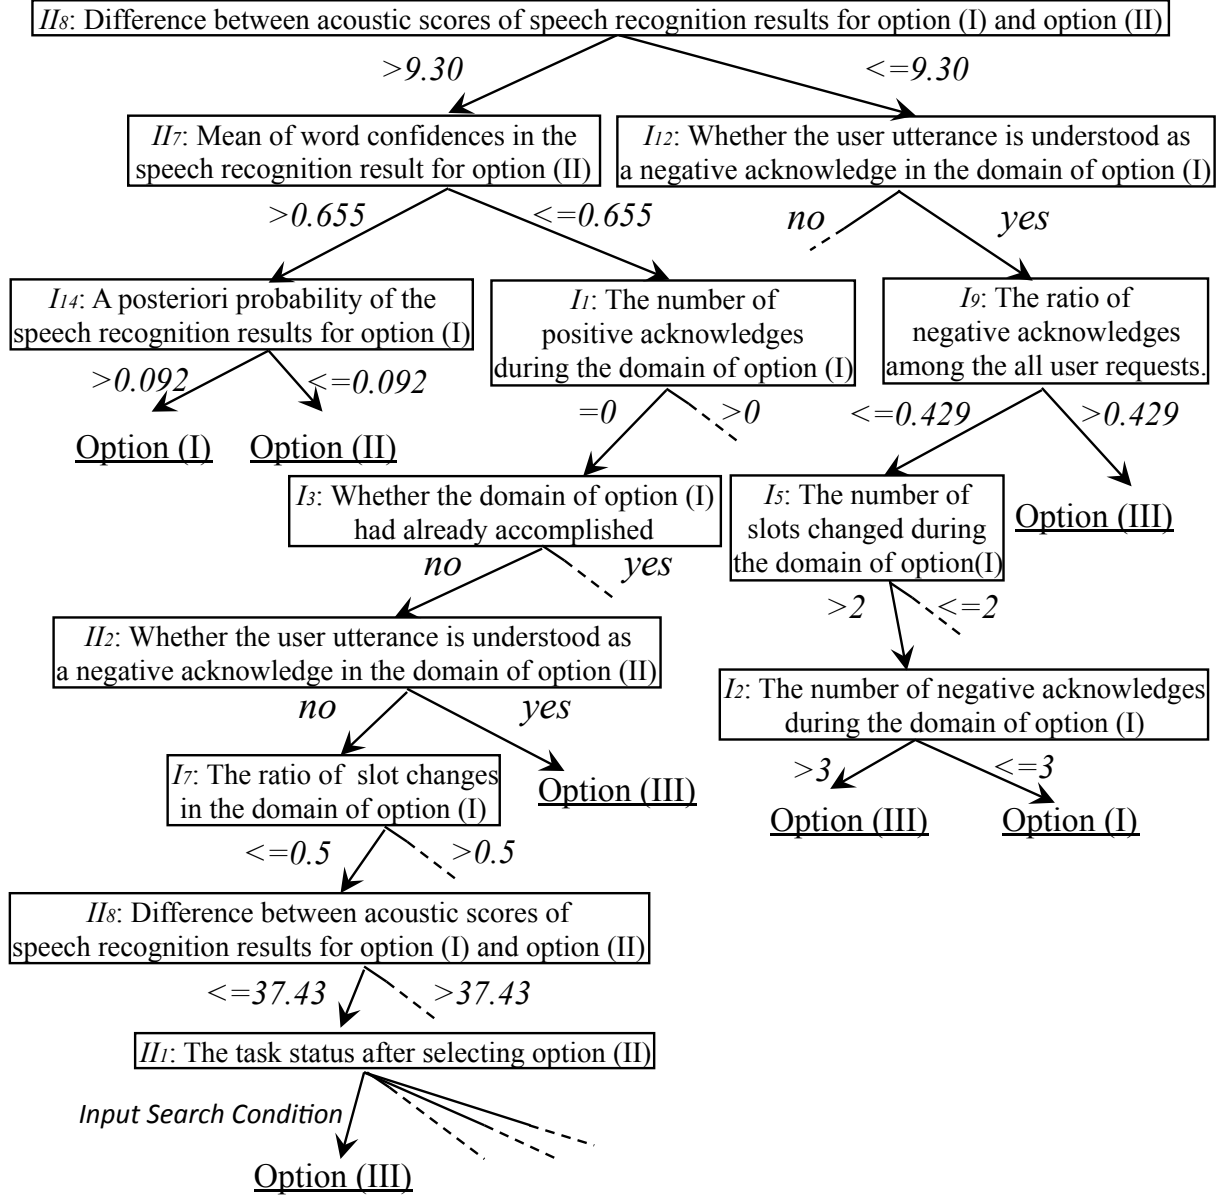 II8: Difference between acoustic scores of speech recognition results for option (I) and option (II)
>9.30
<=9.30
II7: Mean of word confidences in the
speech recognition result for option (II)
I12: Whether the user utterance is understood as
a negative acknowledge in the domain of option (I)
>0.655
<=0.655
no
yes
I14: A posteriori probability of the
speech recognition results for option (I)
I1: The number of
positive acknowledges
during the domain of option (I)
I9: The ratio of
negative acknowledges
among the all user requests.
>0.092
<=0.092
=0
>0
<=0.429
>0.429
Option (I)
Option (II)
I3: Whether the domain of option (I)
had already accomplished
I5: The number of
slots changed during
the domain of option(I)
Option (III)
no
yes
>2
<=2
II2: Whether the user utterance is understood as
a negative acknowledge in the domain of option (II)
I2: The number of negative acknowledges
during the domain of option (I)
no
yes
>3
<=3
I7: The ratio of slot changes
in the domain of option (I)
Option (III)
Option (III)
Option (I)
<=0.5
>0.5
II8: Difference between acoustic scores of
speech recognition results for option (I) and option (II)
<=37.43
>37.43
II1: The task status after selecting option (II)
Input Search Condition
Option (III)